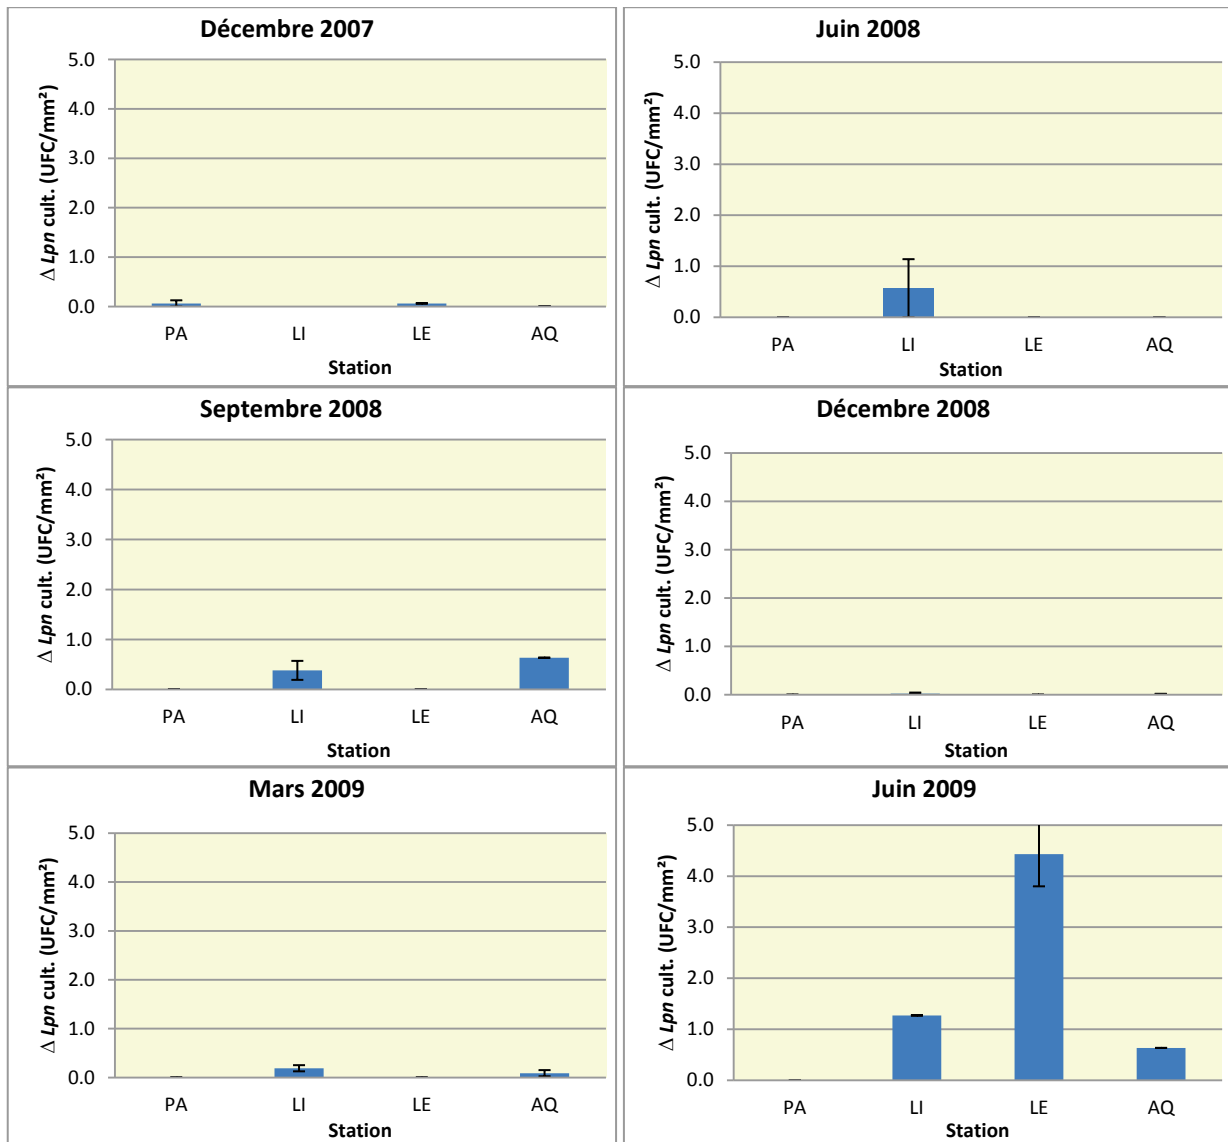 Décembre 2007
Δ Lpn cult. (UFC/mm²)
5.0
4.0
3.0
2.0
1.0
0.0
PA LI LE AQ
Station
Juin 2008
Δ Lpn cult. (UFC/mm²)
5.0
4.0
3.0
2.0
1.0
0.0
PA LI LE AQ
Station
Septembre 2008
Δ Lpn cult. (UFC/mm²)
5.0
4.0
3.0
2.0
1.0
0.0
PA LI LE AQ
Station
Décembre 2008
Δ Lpn cult. (UFC/mm²)
5.0
4.0
3.0
2.0
1.0
0.0
PA LI LE AQ
Station
Mars 2009
Δ Lpn cult. (UFC/mm²)
5.0
4.0
3.0
2.0
1.0
0.0
PA LI LE AQ
Station
Juin 2009
Δ Lpn cult. (UFC/mm²)
5.0
4.0
3.0
2.0
1.0
0.0
PA LI LE AQ
Station